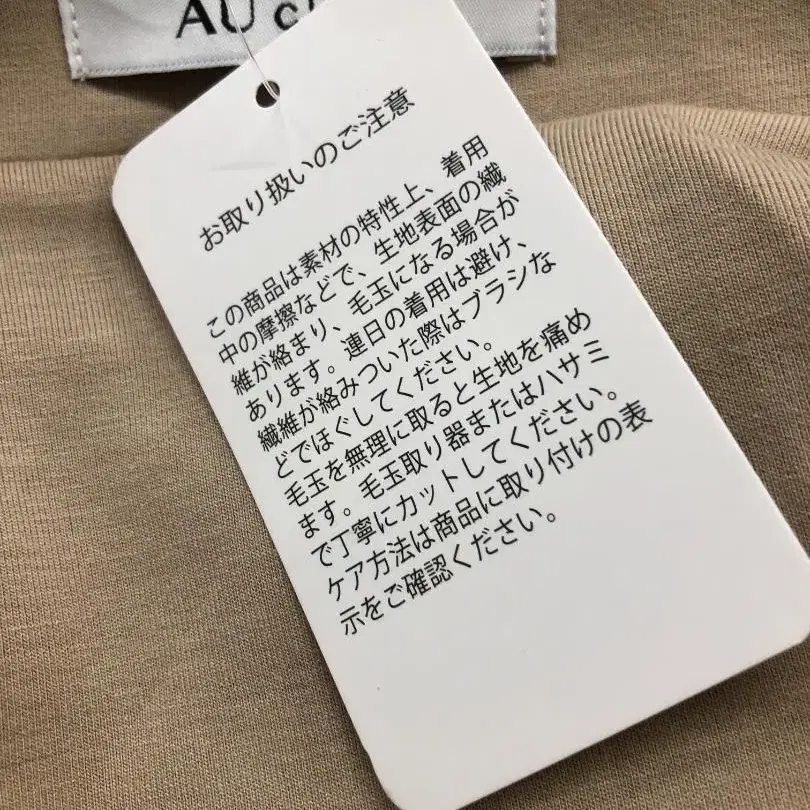 AU
お取り扱いのご注意
この商品は素材の特性上、着用
中の摩擦などで、生地表面の繊
維が絡まり、毛玉になる場合が
あります。連日の着用は避け、
繊維が絡みついた際はブラシな
どでほぐしてください。
毛玉を無理に取ると生地を痛め
ます。毛玉取り器またはハサミ
で丁寧にカットしてください。
ケア方法は商品に取り付けの表
示をご確認ください。